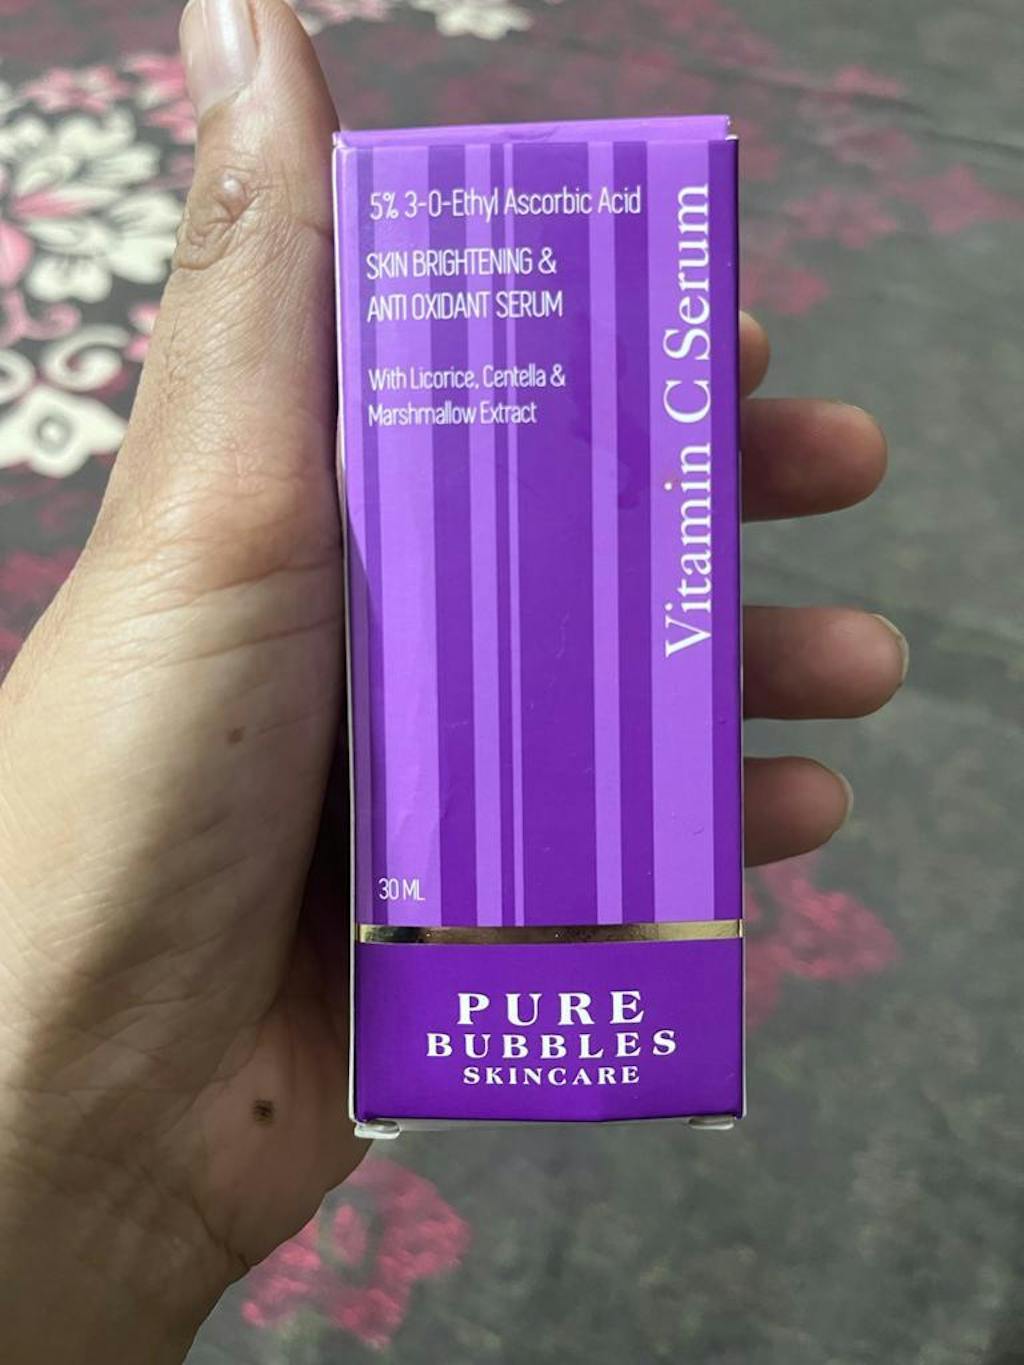 5% 3-O-Ethyl Ascorbic Acid
SKIN BRIGHTENING &
ANTI OXIDANT SERUM
With Licorice, Centella &
Marshmallow Extract
Vitamin C Serum
30 ML
PURE
BUBBLES
SKINCARE